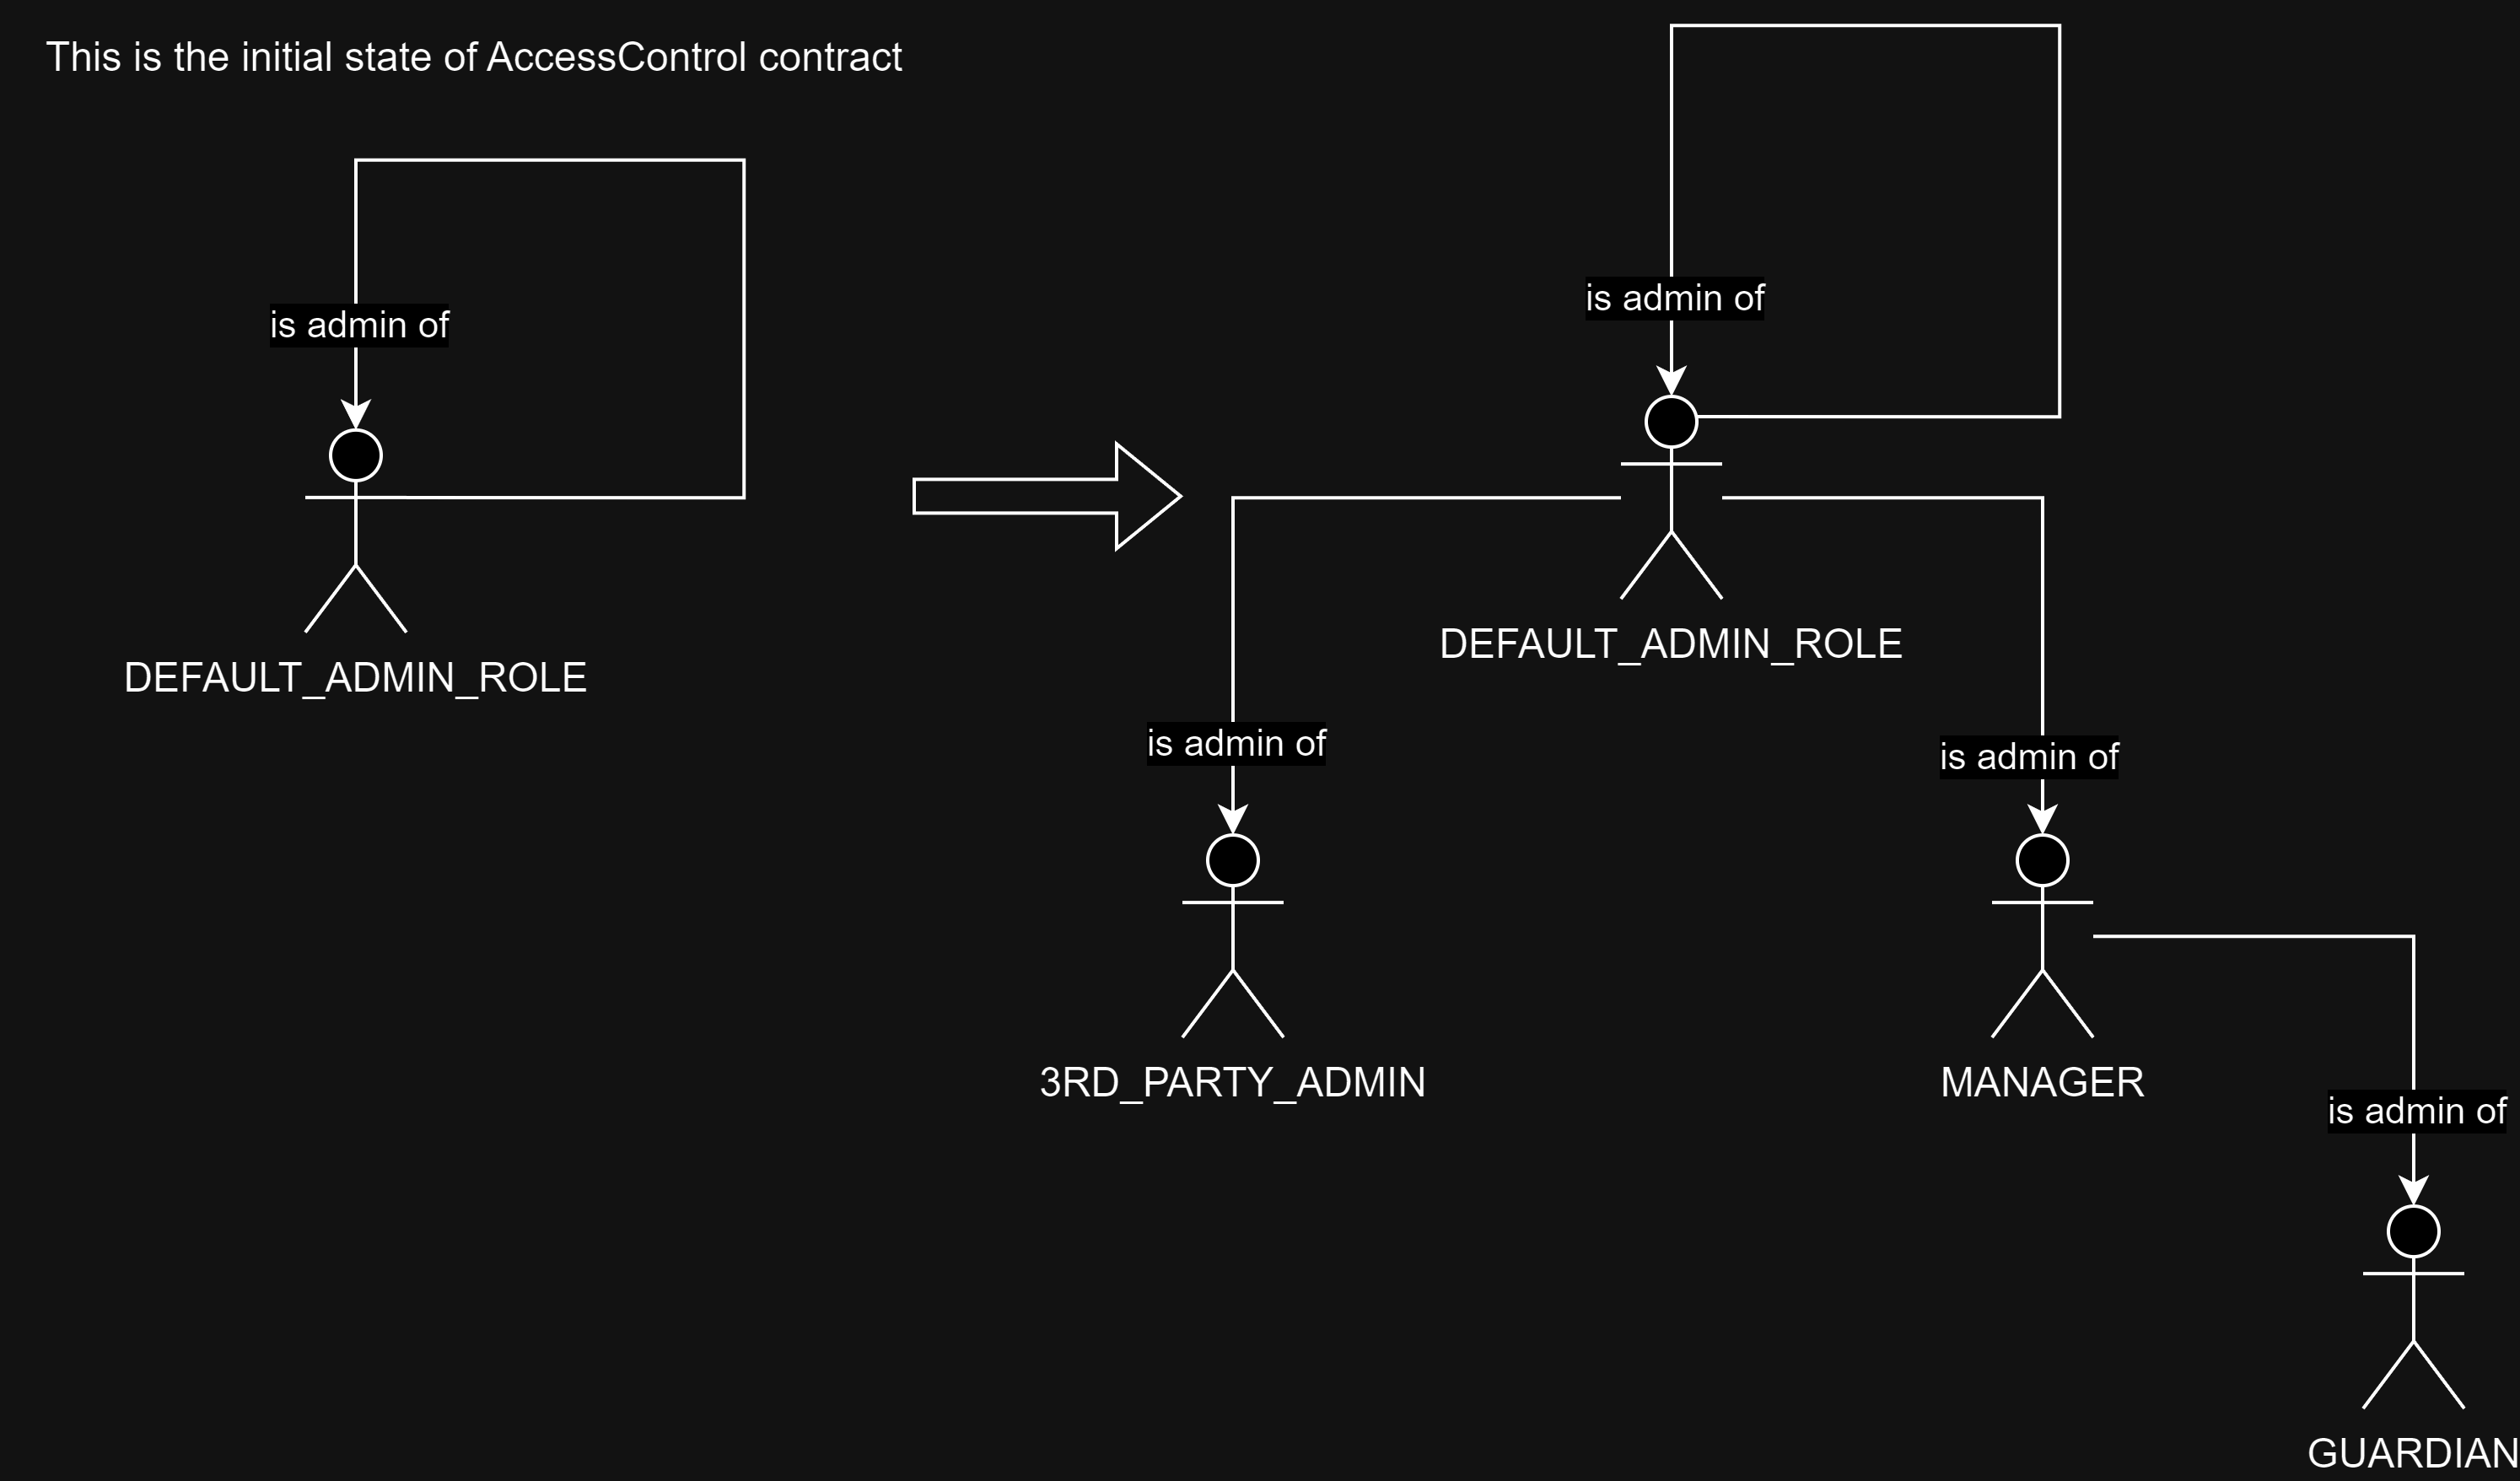 This is the initial state of AccessControl contract
is admin of
DEFAULT_ADMIN_ROLE
is admin of
DEFAULT_ADMIN_ROLE
is admin of
3RD_PARTY_ADMIN
is admin of
MANAGER
is admin of
GUARDIAN